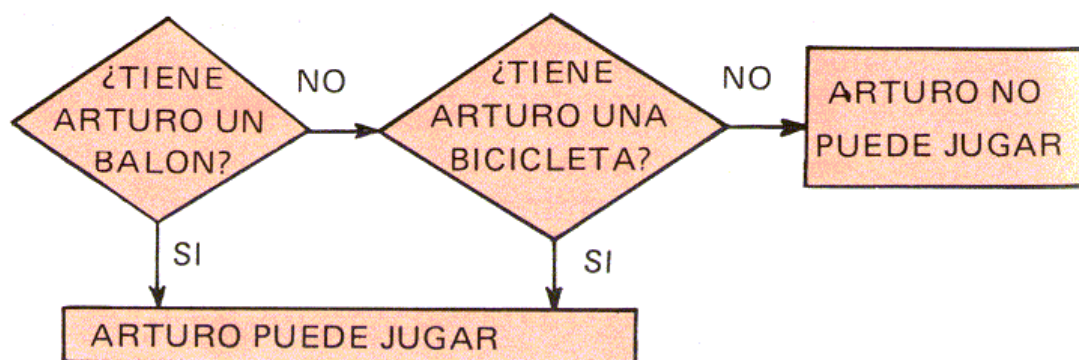 ¿TIENE
ARTURO UN
BALON?
NO
¿TIENE
ARTURO UNA
BICICLETA?
NO
ARTURO NO
PUEDE JUGAR
SI
SI
ARTURO PUEDE JUGAR